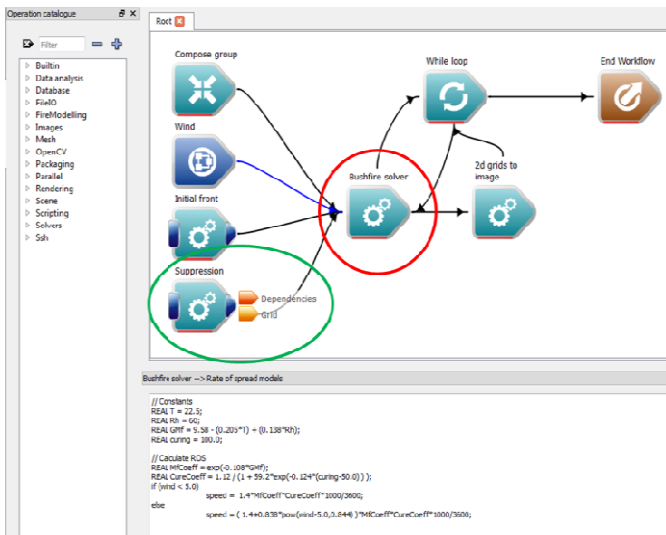 Operation catalogue
Filter
Builtin
Data analysis
Database
FileIO
FireModelling
Images
Mesh
OpenCV
Packaging
Parallel
Rendering
Scene
Scripting
Solvers
Ssh
Root
Compose group
Wind
Initial front
Suppression
Dependencies
Grid
Bushfire solver
While loop
2d grids to
image
End Workflow
Bushfire solver --> Rate of spread models
// Constants
REAL T = 22.5;
REAL Rh = 60;
REAL GMf = 9.58 - (0.205*T) + (0.138*Rh);
REAL curing = 100.0;
// Caculate ROS
REAL MfCoeff = exp(-0.108*GMf);
REAL CureCoeff = 1.12 / (1 + 59.2*exp(-0.124*(curing-50.0)) );
if (wind < 5.0)
speed = 1.4*MfCoeff*CureCoeff*1000/3600;
else
speed = ( 1.4+0.838*pow(wind-5.0,0.844) )*MfCoeff*CureCoeff*1000/3600;